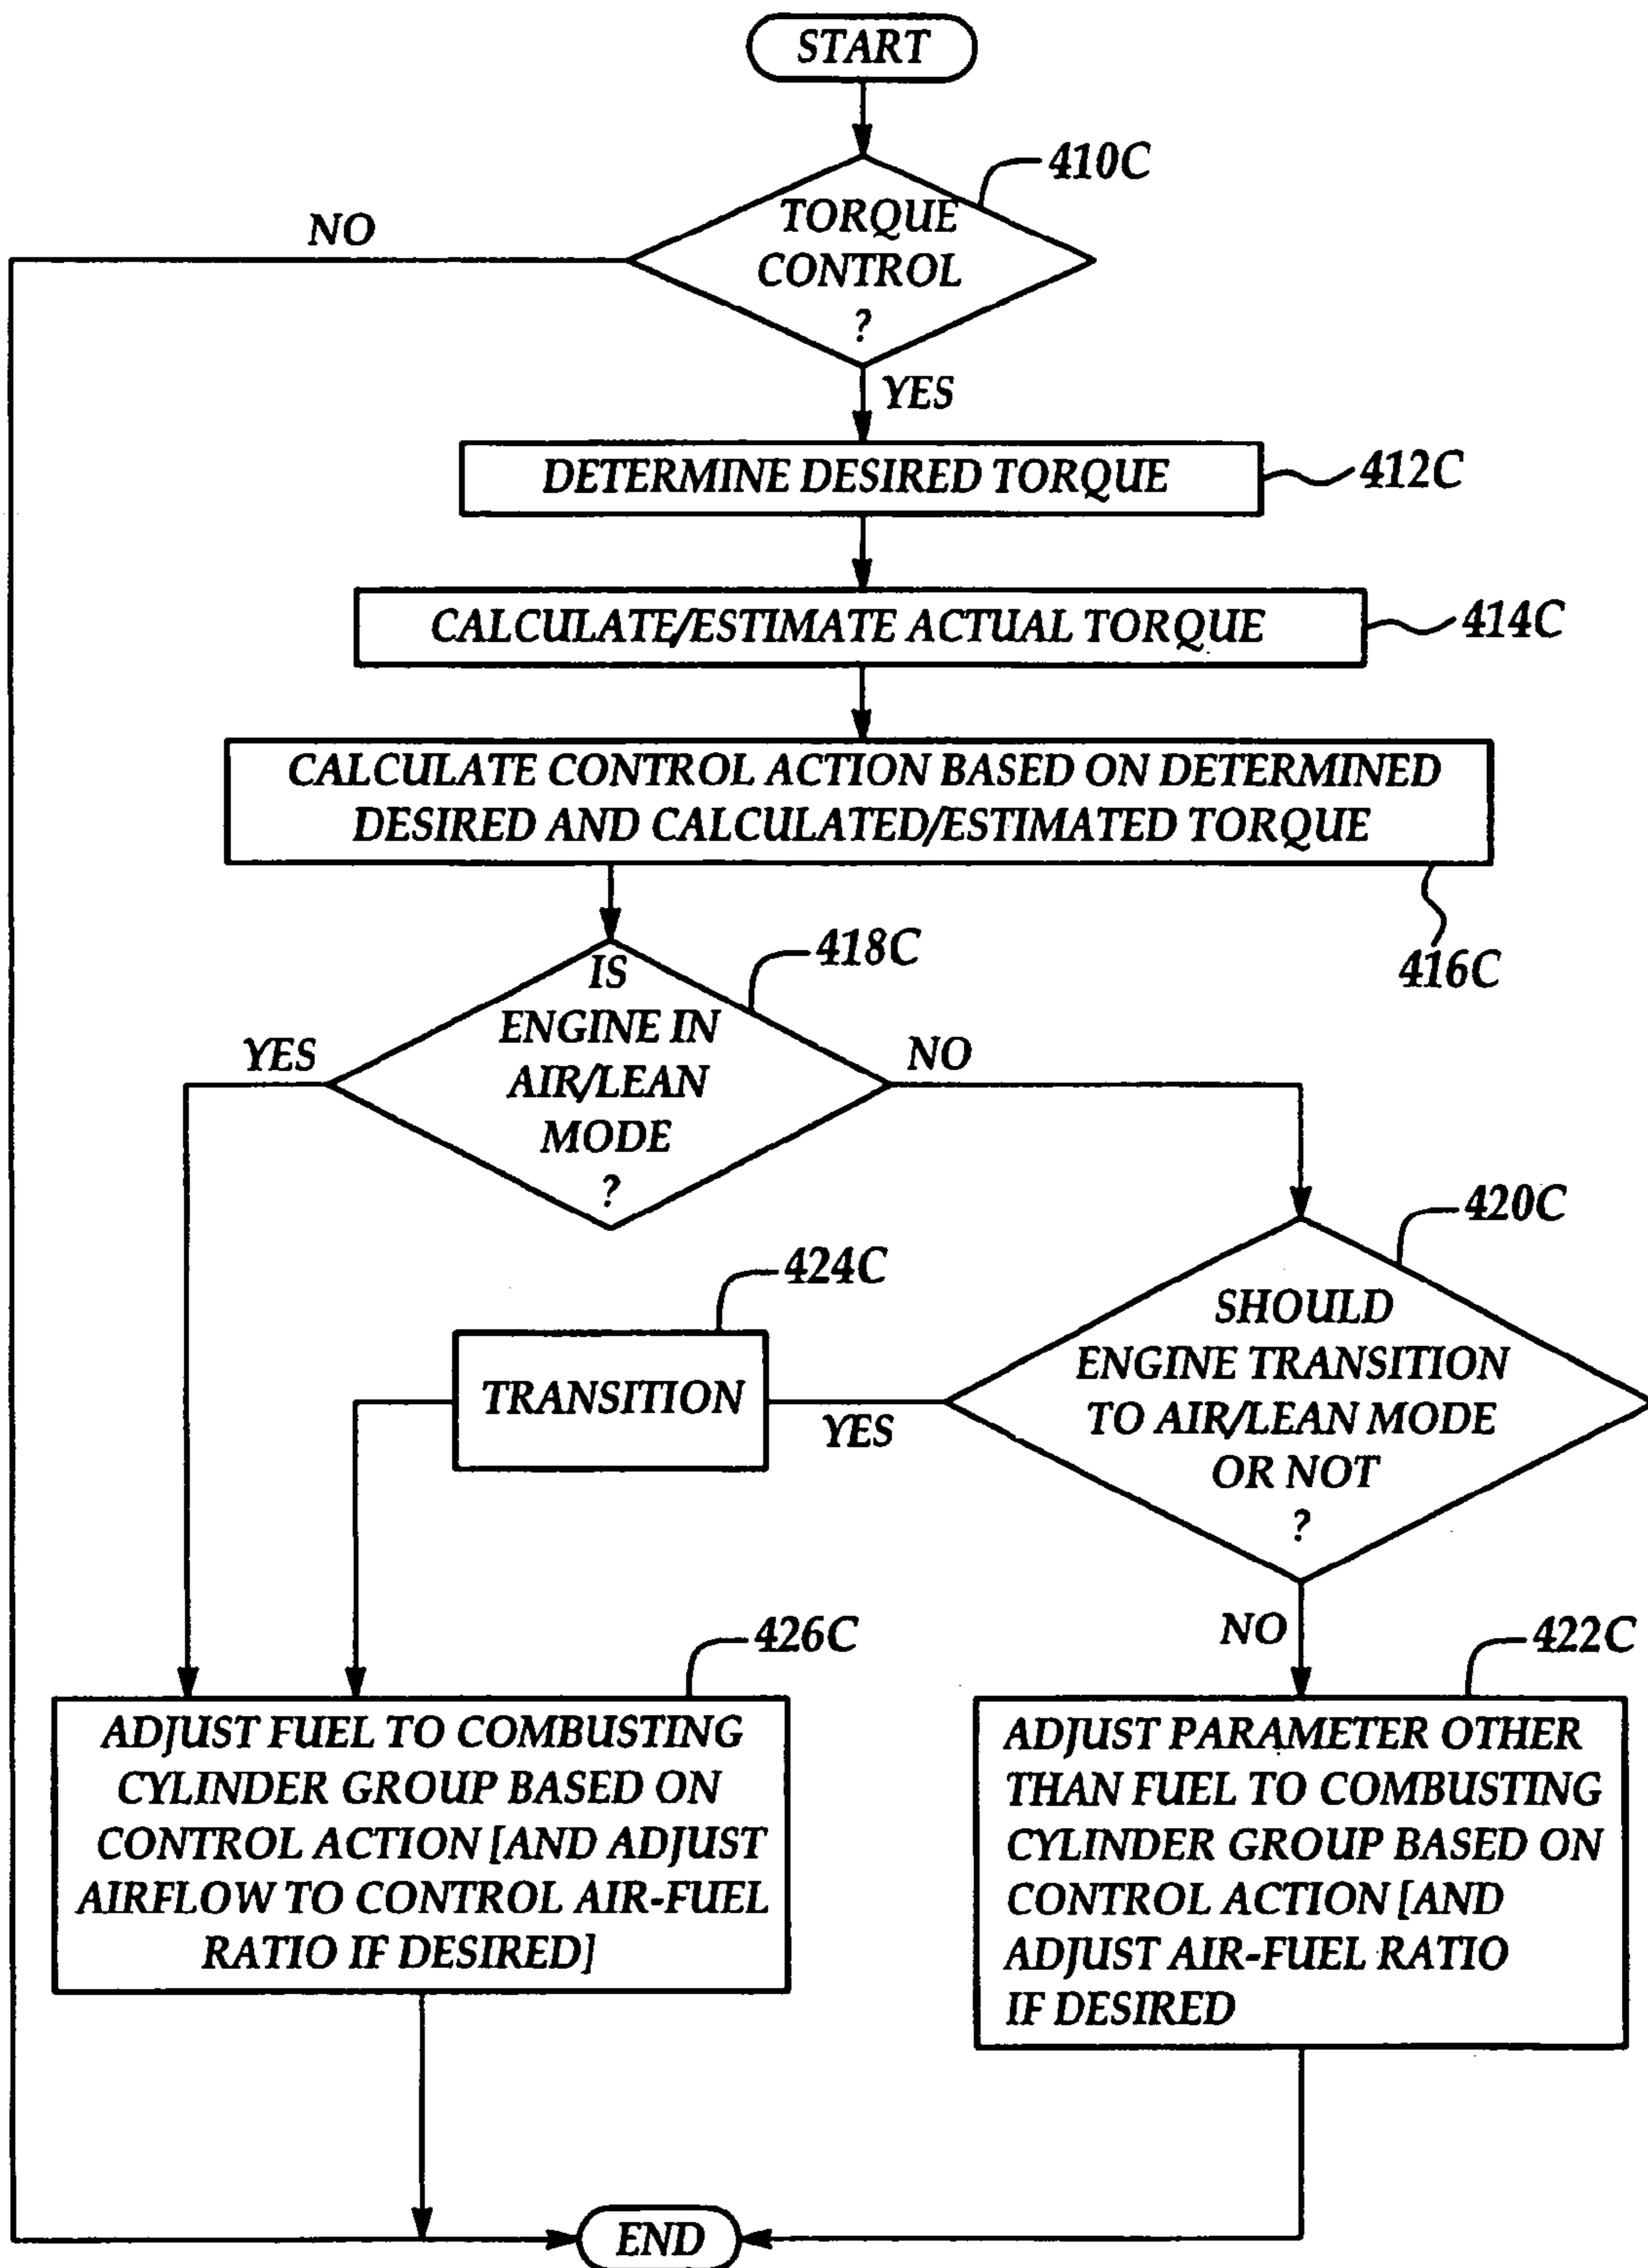 START
410C
TORQUE
CONTROL
?
NO
YES
DETERMINE DESIRED TORQUE
412C
CALCULATE/ESTIMATE ACTUAL TORQUE
414C
CALCULATE CONTROL ACTION BASED ON DETERMINED
DESIRED AND CALCULATED/ESTIMATED TORQUE
416C
418C
IS
ENGINE IN
AIR/LEAN
MODE
?
YES
NO
420C
SHOULD
ENGINE TRANSITION
TO AIR/LEAN MODE
OR NOT
?
424C
TRANSITION
YES
NO
426C
ADJUST FUEL TO COMBUSTING
CYLINDER GROUP BASED ON
CONTROL ACTION [AND ADJUST
AIRFLOW TO CONTROL AIR-FUEL
RATIO IF DESIRED]
422C
ADJUST PARAMETER OTHER
THAN FUEL TO COMBUSTING
CYLINDER GROUP BASED ON
CONTROL ACTION [AND
ADJUST AIR-FUEL RATIO
IF DESIRED
END